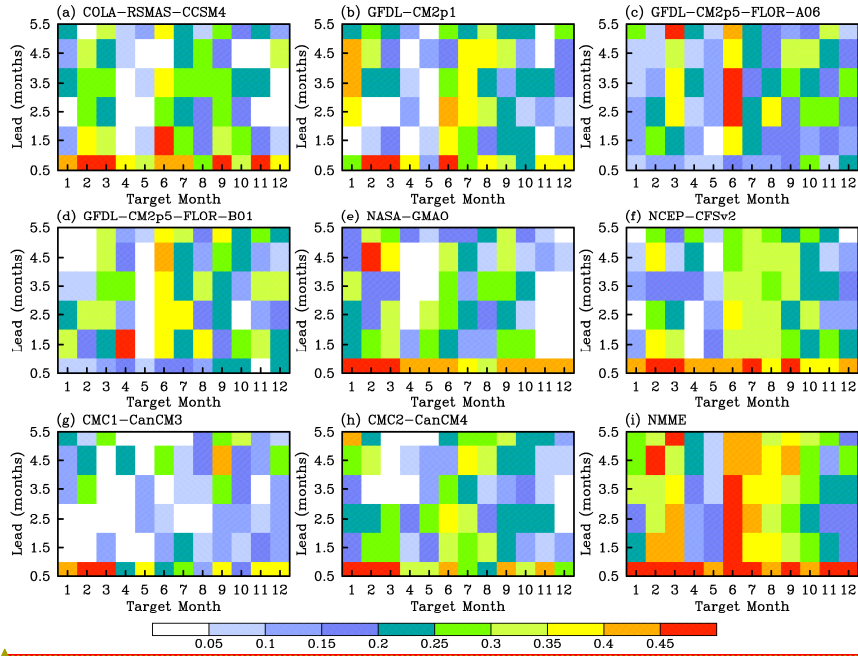 (a) COLA-RSMAS-CCSM4
(b) GFDL-CM2p1
(c) GFDL-CM2p5-FLOR-A06
5.5 5.5 5.5
4.5 4.5 4.5
3.5 3.5 3.5
2.5 2.5 2.5
1.5 1.5 1.5
0.5 0.5 0.5
Lead (months) Lead (months) Lead (months)
1 2 3 4 5 6 7 8 9 10 11 12 1 2 3 4 5 6 7 8 9 10 11 12 1 2 3 4 5 6 7 8 9 10 11 12
Target Month Target Month Target Month
(d) GFDL-CM2p5-FLOR-B01
(e) NASA-GMAO
(f) NCEP-CFSv2
5.5 5.5 5.5
4.5 4.5 4.5
3.5 3.5 3.5
2.5 2.5 2.5
1.5 1.5 1.5
0.5 0.5 0.5
Lead (months) Lead (months) Lead (months)
1 2 3 4 5 6 7 8 9 10 11 12 1 2 3 4 5 6 7 8 9 10 11 12 1 2 3 4 5 6 7 8 9 10 11 12
Target Month Target Month Target Month
(g) CMC1-CanCM3
(h) CMC2-CanCM4
(i) NMME
5.5 5.5 5.5
4.5 4.5 4.5
3.5 3.5 3.5
2.5 2.5 2.5
1.5 1.5 1.5
0.5 0.5 0.5
Lead (months) Lead (months) Lead (months)
1 2 3 4 5 6 7 8 9 10 11 12 1 2 3 4 5 6 7 8 9 10 11 12 1 2 3 4 5 6 7 8 9 10 11 12
Target Month Target Month Target Month
0.05 0.1 0.15 0.2 0.25 0.3 0.35 0.4 0.45